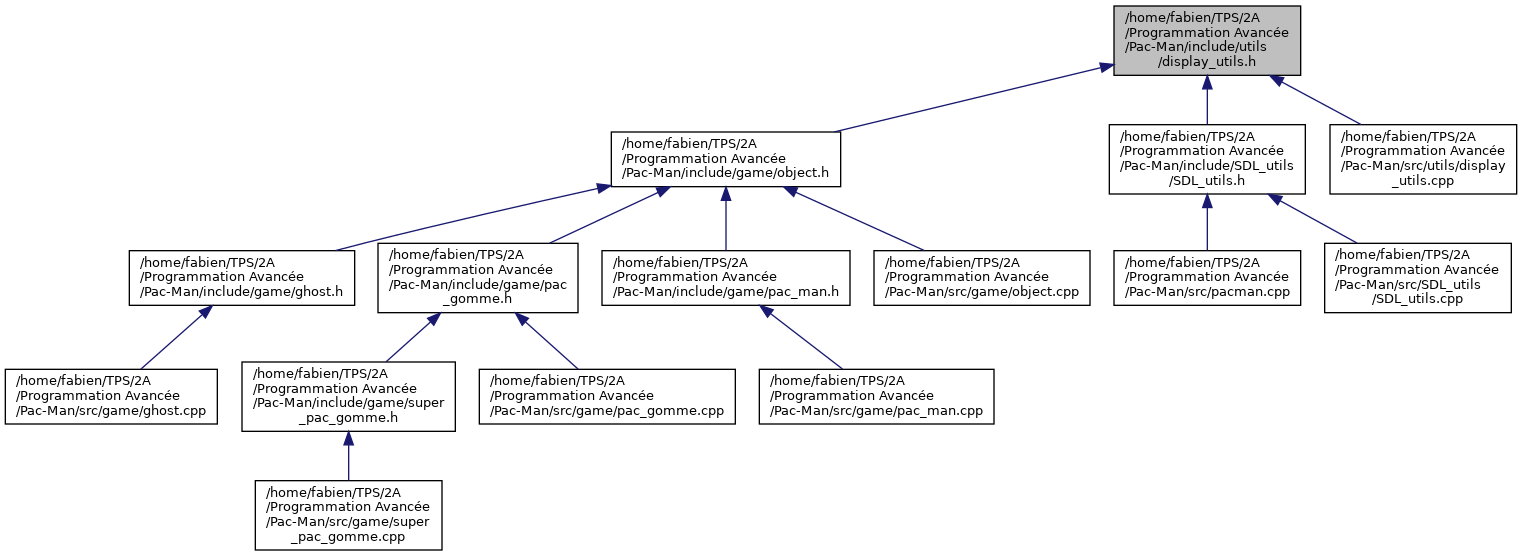 /home/fabien/TPS/2A
/Programmation Avancée
/Pac-Man/include/utils
/display_utils.h
/home/fabien/TPS/2A
/Programmation Avancée
/Pac-Man/include/game/object.h
/home/fabien/TPS/2A
/Programmation Avancée
/Pac-Man/include/SDL_utils
/SDL_utils.h
/home/fabien/TPS/2A
/Programmation Avancée
/Pac-Man/src/utils/display
_utils.cpp
/home/fabien/TPS/2A
/Programmation Avancée
/Pac-Man/include/game/ghost.h
/home/fabien/TPS/2A
/Programmation Avancée
/Pac-Man/include/game/pac
_gomme.h
/home/fabien/TPS/2A
/Programmation Avancée
/Pac-Man/include/game/pac_man.h
/home/fabien/TPS/2A
/Programmation Avancée
/Pac-Man/src/game/object.cpp
/home/fabien/TPS/2A
/Programmation Avancée
/Pac-Man/src/pacman.cpp
/home/fabien/TPS/2A
/Programmation Avancée
/Pac-Man/src/SDL_utils
/SDL_utils.cpp
/home/fabien/TPS/2A
/Programmation Avancée
/Pac-Man/src/game/ghost.cpp
/home/fabien/TPS/2A
/Programmation Avancée
/Pac-Man/include/game/super
_pac_gomme.h
/home/fabien/TPS/2A
/Programmation Avancée
/Pac-Man/src/game/pac_gomme.cpp
/home/fabien/TPS/2A
/Programmation Avancée
/Pac-Man/src/game/pac_man.cpp
/home/fabien/TPS/2A
/Programmation Avancée
/Pac-Man/src/game/super
_pac_gomme.cpp